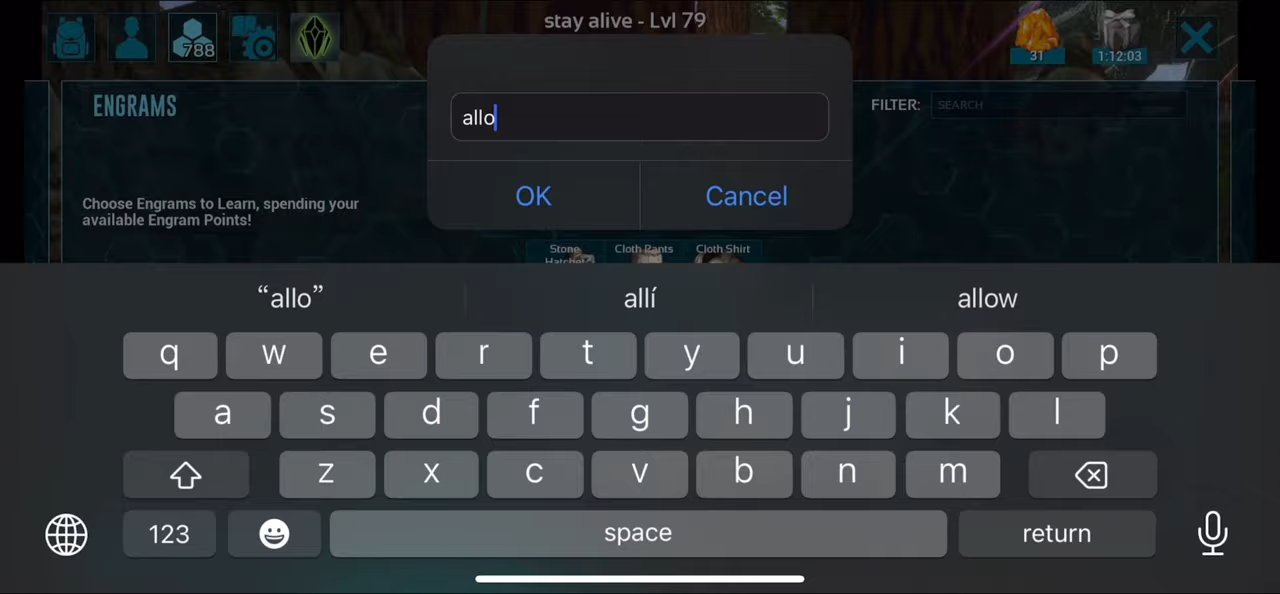 stay alive - Lvl 79
788
31
1:12:03
ENGRAMS
FILTER:
SEARCH
allo
Choose Engrams to Learn, spending your
available Engram Points!
OK
Cancel
Stone
Hatchet
Cloth Pants
Cloth Shirt
“allo”
allí
allow
q w e r t y u i o p
a s d f g h j k l
z x c v b n m
123
space
return